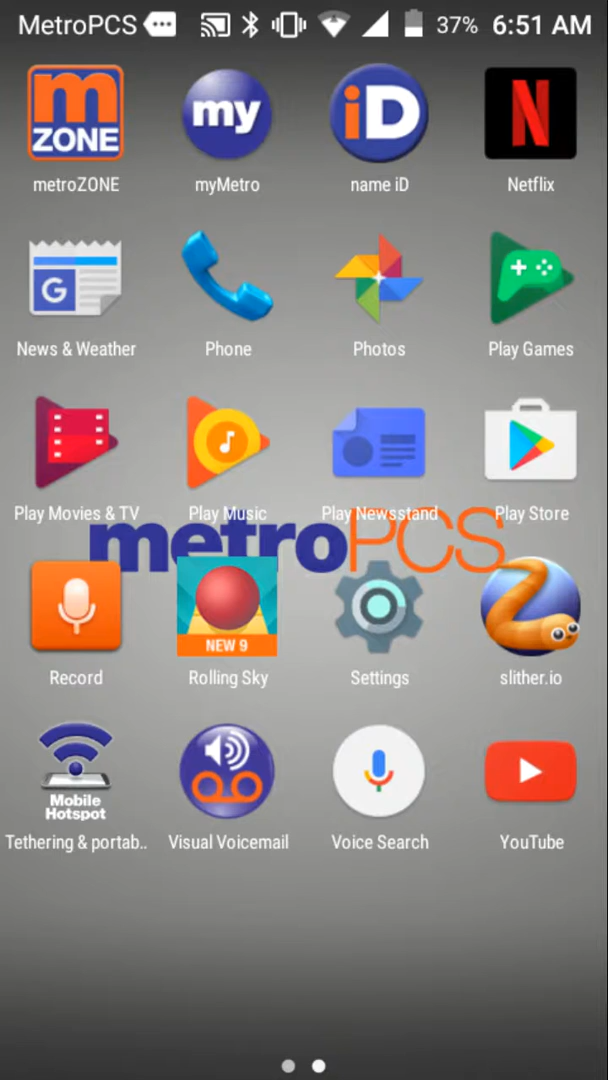 MetroPCS 37% 6:51 AM
m ZONE my iD N
metroZONE myMetro name iD Netflix
G
News & Weather Phone Photos Play Games
Play Movies & TV Play Music Play Newsstand Play Store
metroPCS
NEW 9
Record Rolling Sky Settings slither.io
Mobile
Hotspot
Tethering & portab.. Visual Voicemail Voice Search YouTube